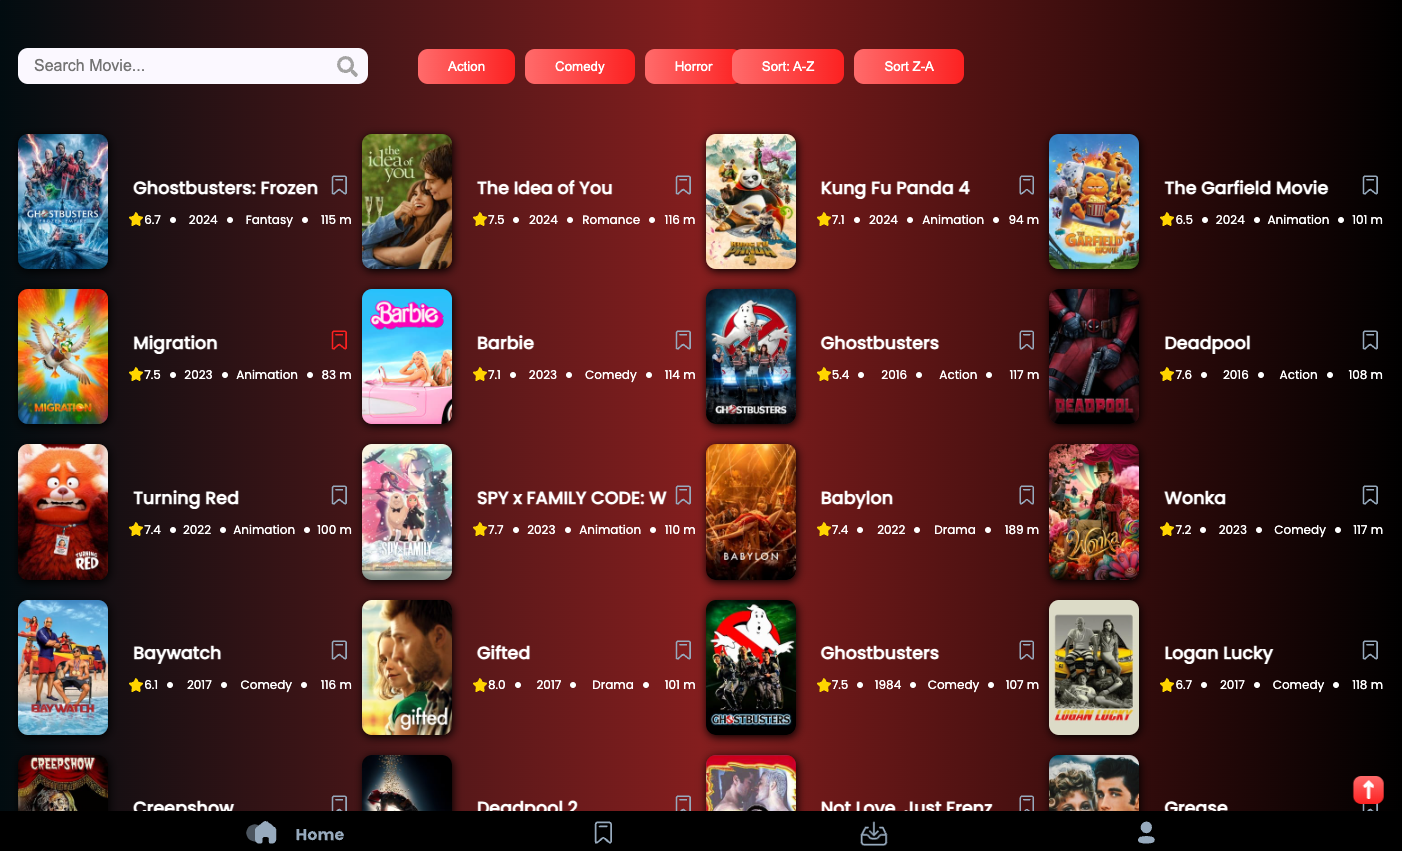 Search Movie...
Action
Comedy
Horror
Sort: A-Z
Sort Z-A
GHOSTBUSTERS
Ghostbusters: Frozen
6.7 2024 Fantasy 115 m
the
idea of
you
The Idea of You
7.5 2024 Romance 116 m
KUNG FU
PANDA
4
Kung Fu Panda 4
7.1 2024 Animation 94 m
THE
GARFIELD
MOVIE
The Garfield Movie
6.5 2024 Animation 101 m
MIGRATION
Migration
7.5 2023 Animation 83 m
Barbie
Barbie
7.1 2023 Comedy 114 m
GHOSTBUSTERS
Ghostbusters
5.4 2016 Action 117 m
DEADPOOL
Deadpool
7.6 2016 Action 108 m
TURNING
RED
Turning Red
7.4 2022 Animation 100 m
SPY FAMILY
SPY x FAMILY CODE: W
7.7 2023 Animation 110 m
BABYLON
Babylon
7.4 2022 Drama 189 m
Wonka
Wonka
7.2 2023 Comedy 117 m
BAYWATCH
Baywatch
6.1 2017 Comedy 116 m
gifted
Gifted
8.0 2017 Drama 101 m
GHOSTBUSTERS
Ghostbusters
7.5 1984 Comedy 107 m
LOGAN LUCKY
Logan Lucky
6.7 2017 Comedy 118 m
CREEPSHOW
Creepshow
Deadpool 2
Not Love, Just Frenz
Grease
Home